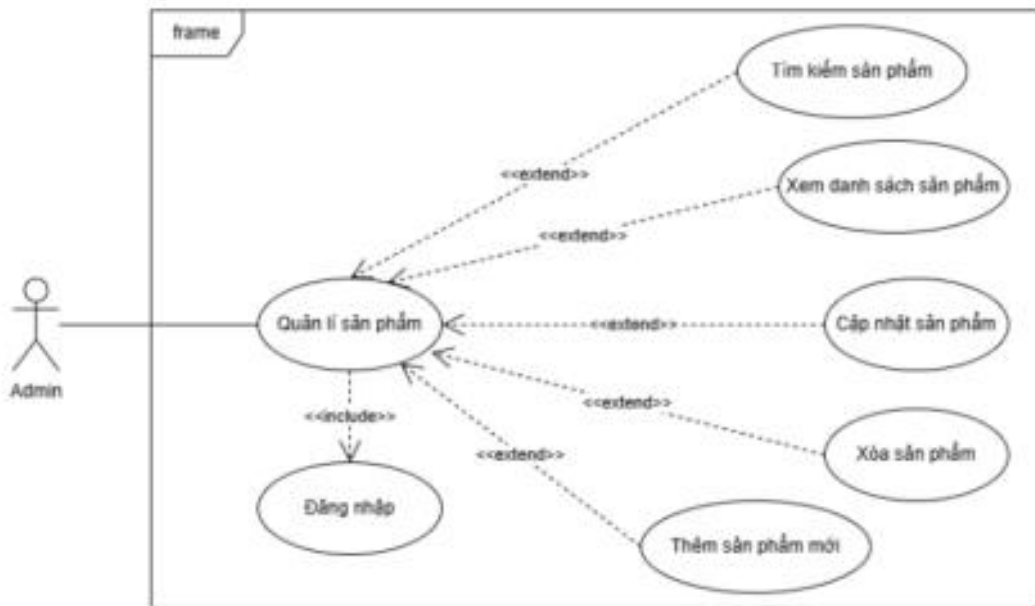 frame
Tìm kiếm sản phẩm
<<extend>>
Xem danh sách sản phẩm
<<extend>>
Quản lí sản phẩm
<<extend>>
Cập nhật sản phẩm
Admin
<<include>>
<<extend>>
<<extend>>
Xóa sản phẩm
Đăng nhập
Thêm sản phẩm mới